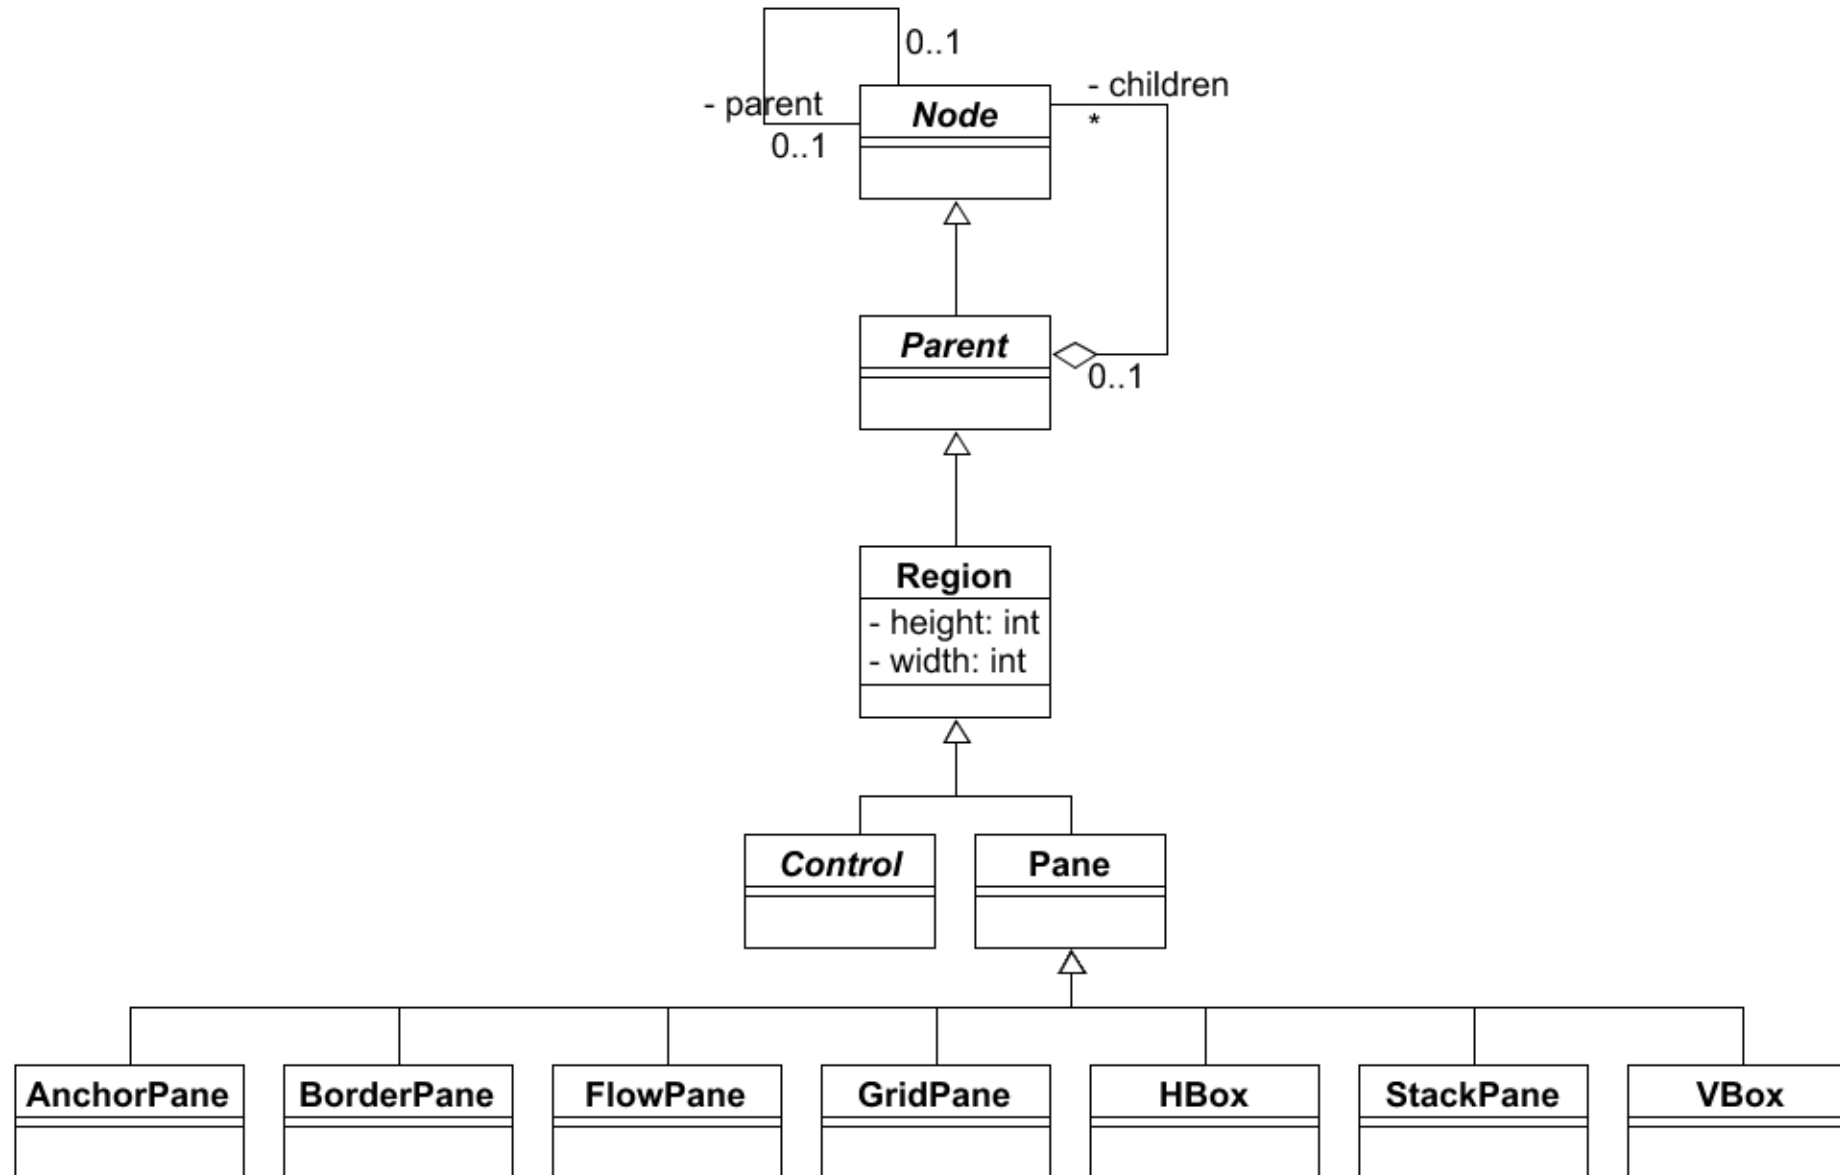 0..1
- children
- parent
Node
*
0..1
Parent
0..1
Region
- height: int
- width: int
Control
Pane
AnchorPane
BorderPane
FlowPane
GridPane
HBox
StackPane
VBox